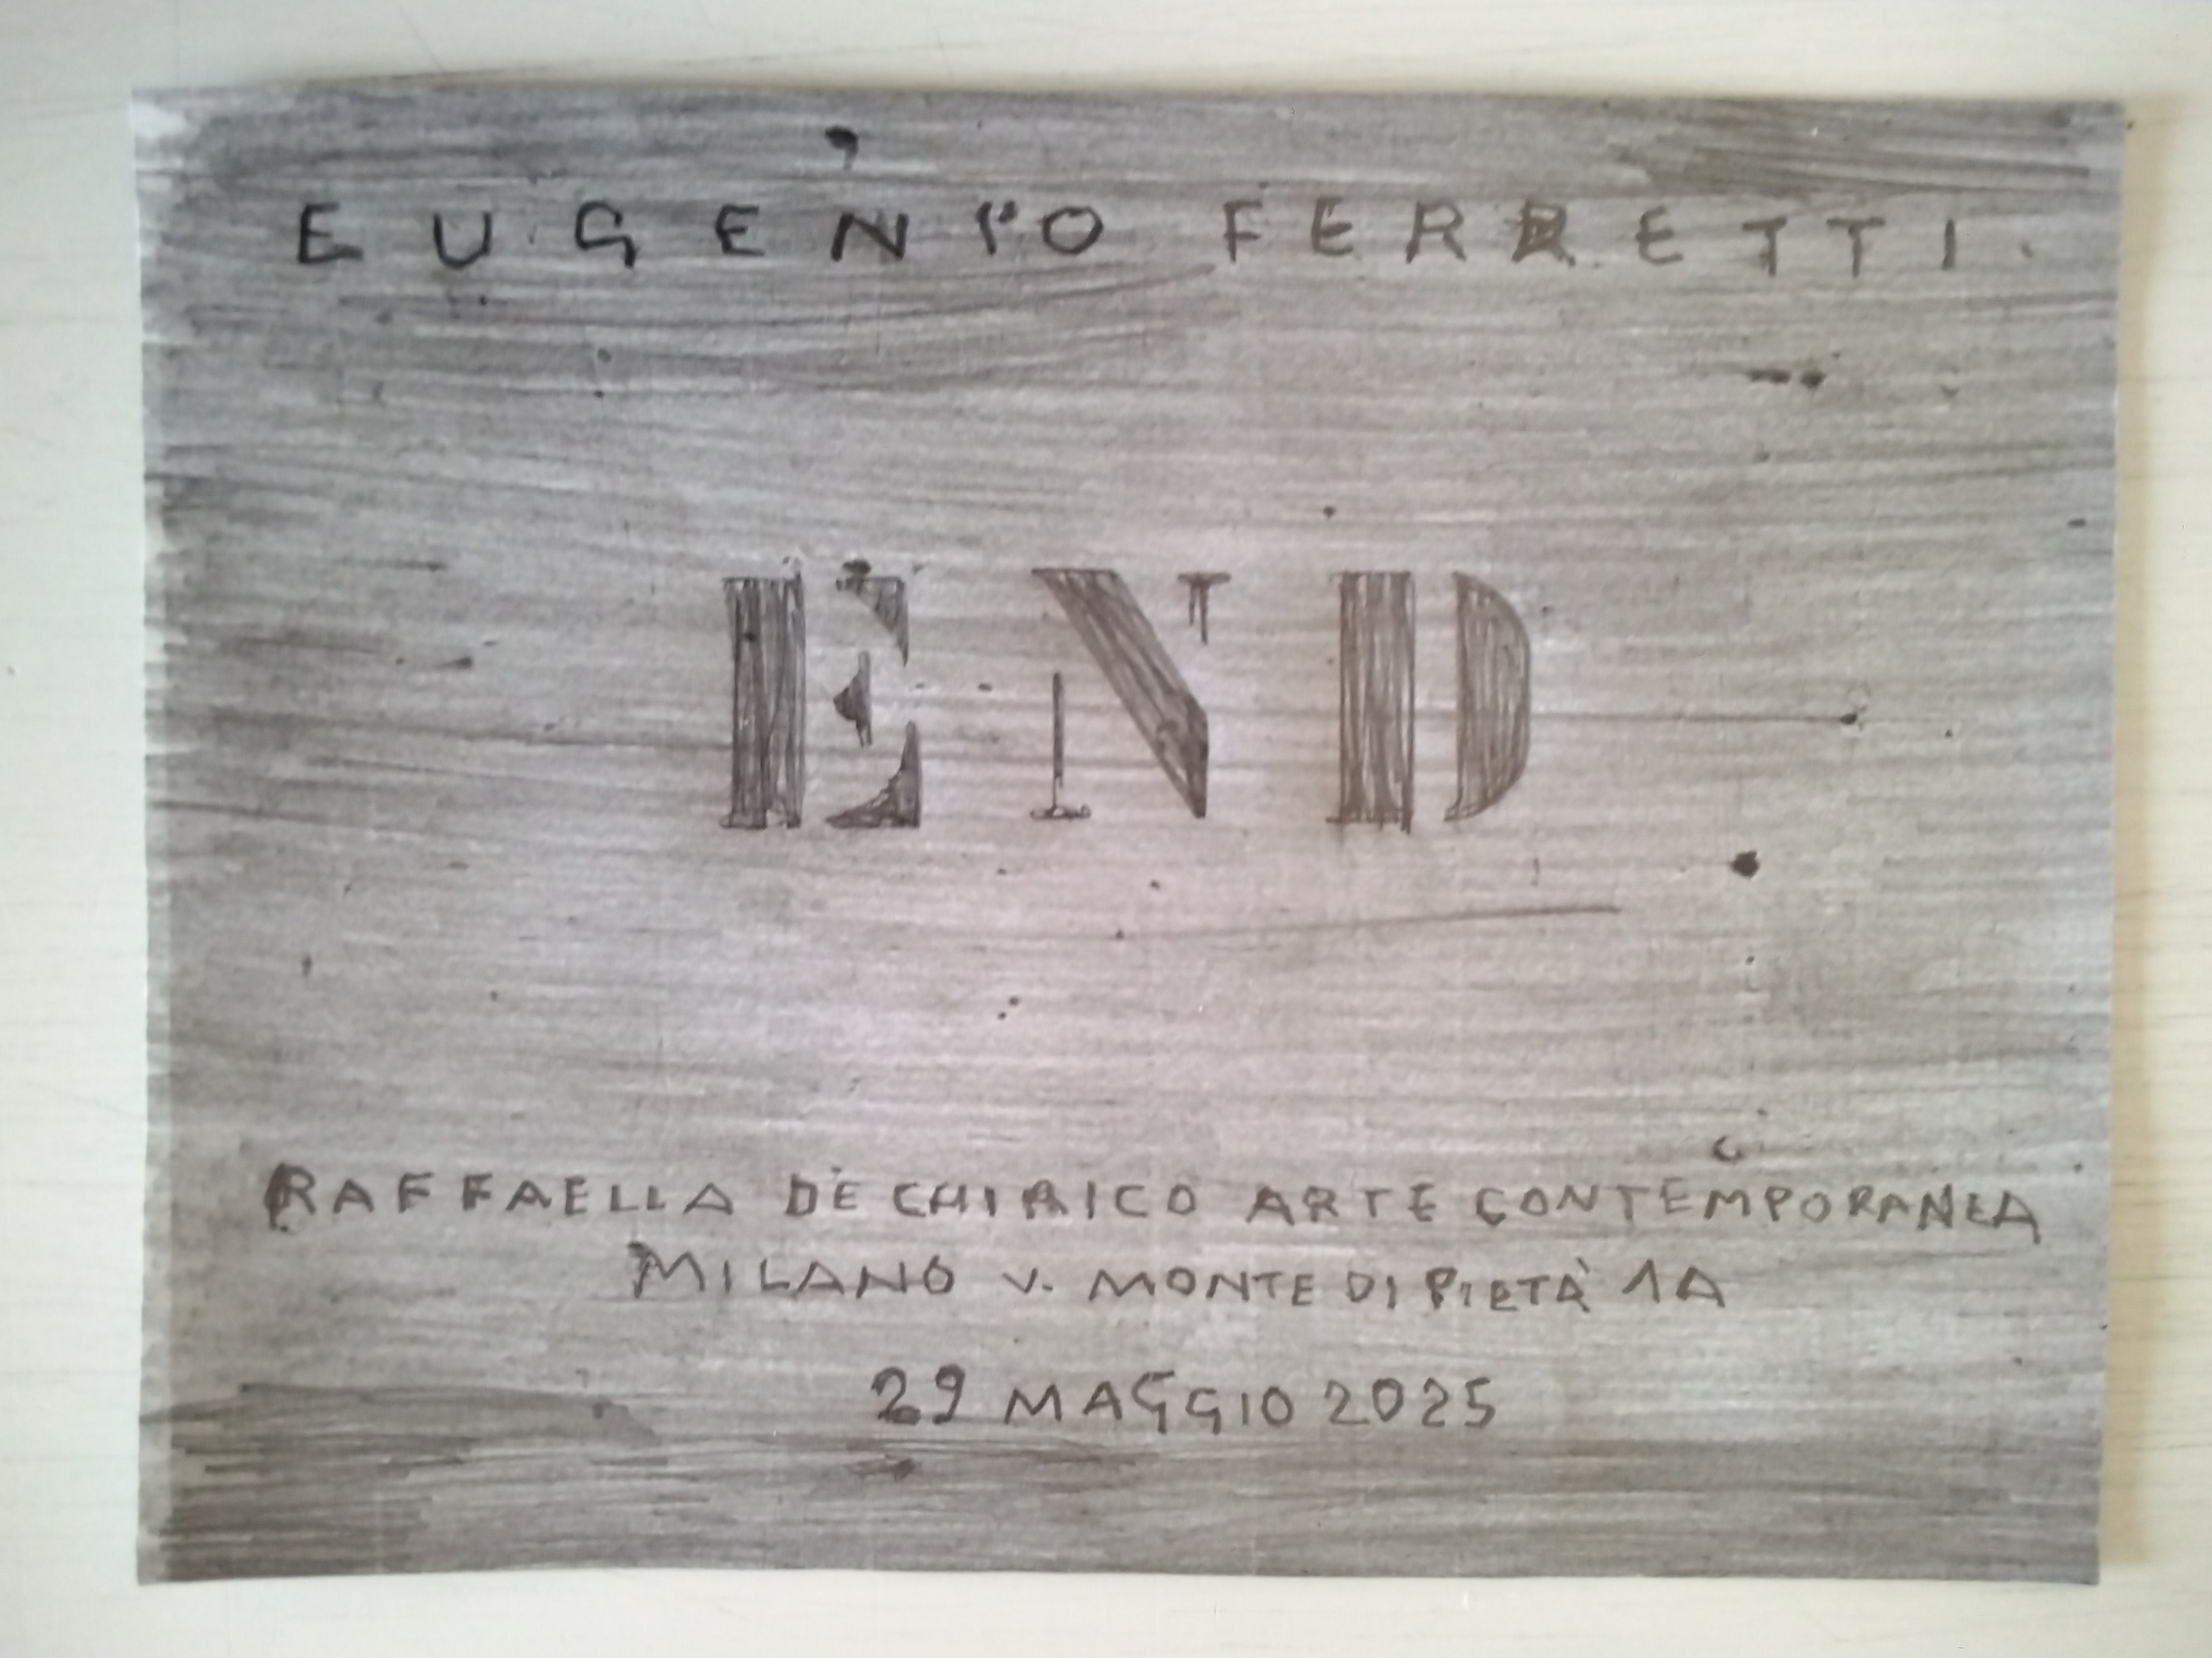 EUGENIO FERRETTI.
END
RAFFAELLA DE CHIRICO ARTE CONTEMPORANEA
MILANO V. MONTE DI PIETÀ 1A
29 MAGGIO 2025